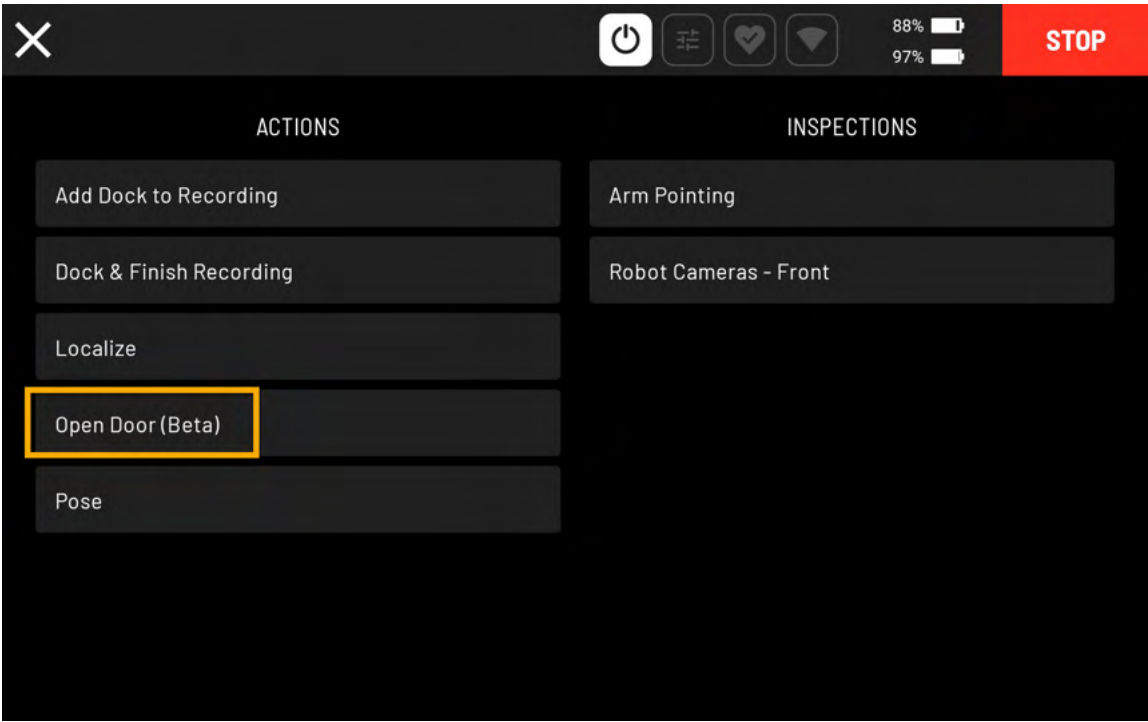 88%
97%
STOP
ACTIONS
Add Dock to Recording
Dock & Finish Recording
Localize
Open Door (Beta)
Pose
INSPECTIONS
Arm Pointing
Robot Cameras - Front